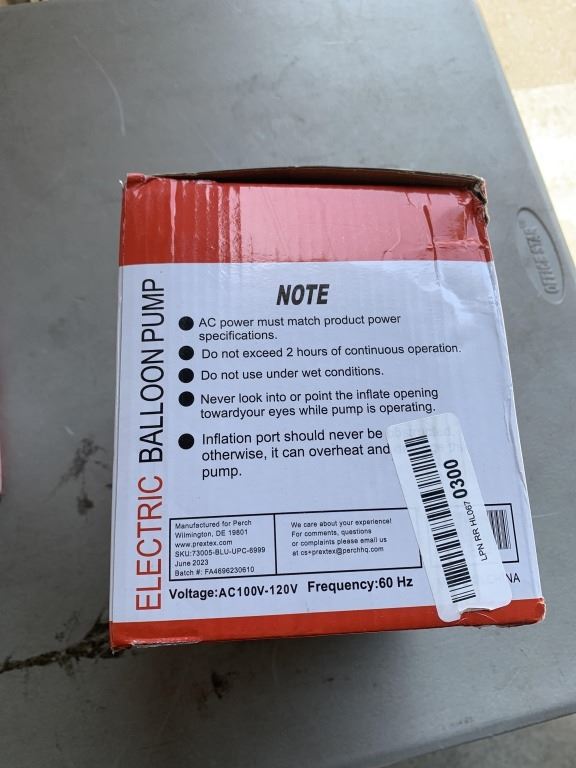 OFFICE STAR
ELECTRIC BALLOON PUMP
NOTE
AC power must match product power
specifications.
Do not exceed 2 hours of continuous operation.
Do not use under wet conditions.
Never look into or point the inflate opening
towardyour eyes while pump is operating.
Inflation port should never be
otherwise, it can overheat and
pump.
Manufactured for Perch
Wilmington, DE 19801
www.prextex.com
SKU:73005-BLU-UPC-6999
June 2023
Batch #: FA4696230610
We care about your experience!
For comments, questions
or complaints please email us
at cs+prextex@perchhq.com
Voltage:AC100V-120V Frequency:60 Hz
LPN RR HL067 0300